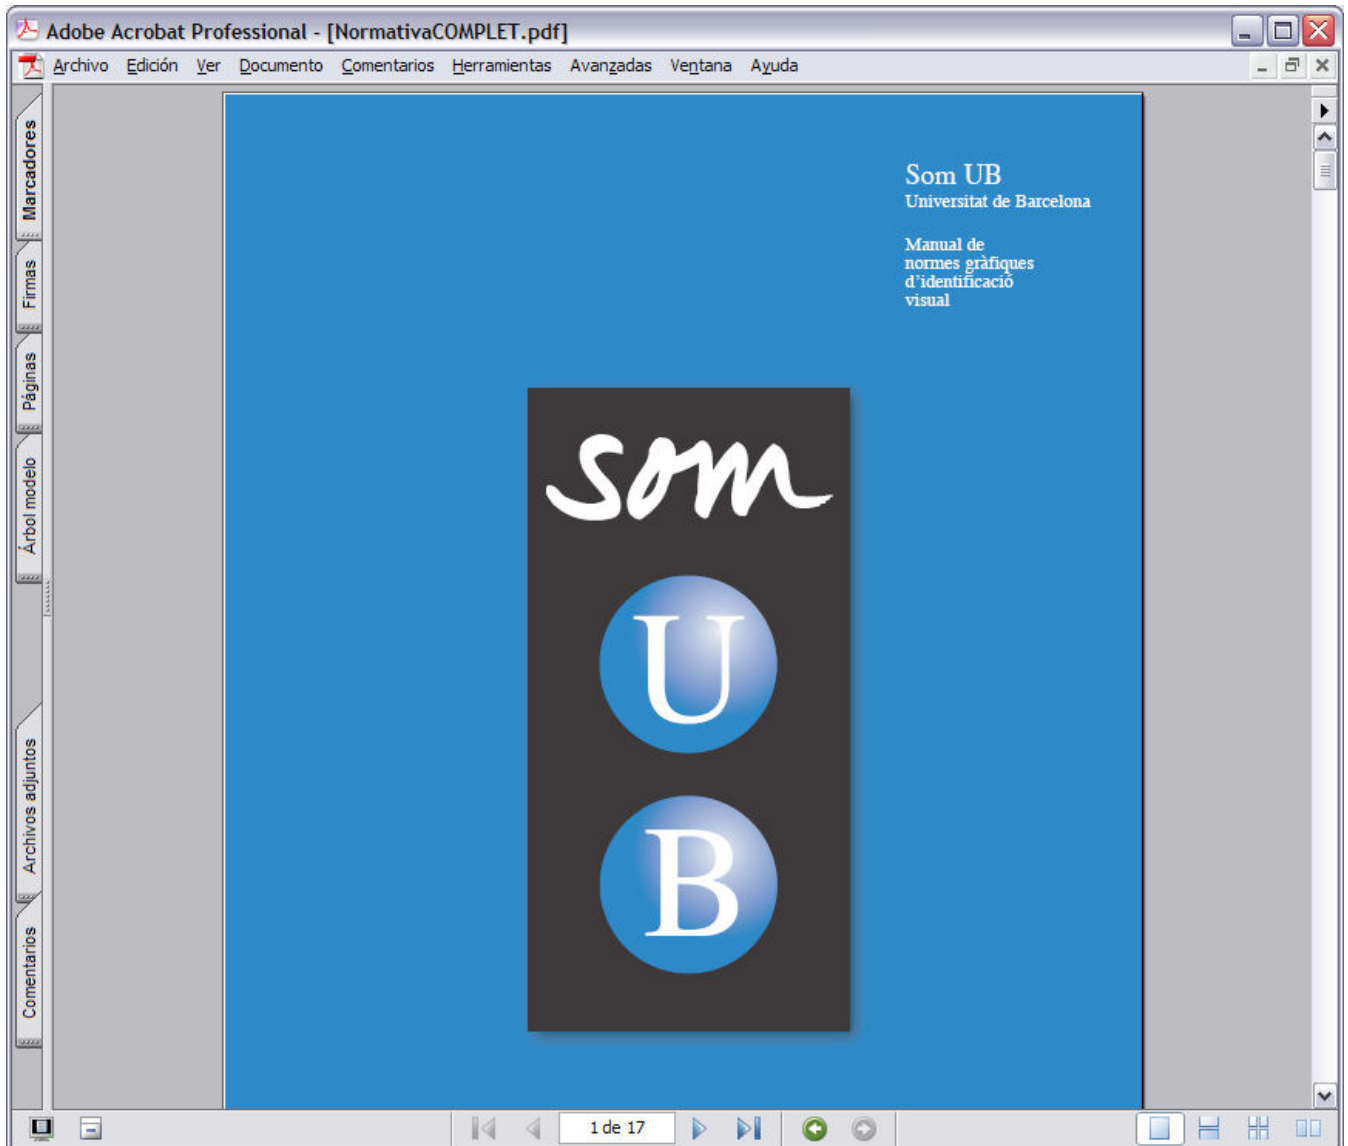 Adobe Acrobat Professional - [NormativaCOMPLET.pdf]
Archivo Edición Ver Documento Comentarios Herramientas Avanzadas Ventana Ayuda
Marcadores
Firmas
Páginas
Árbol modelo
Archivos adjuntos
Comentarios
Som UB
Universitat de Barcelona
Manual de
normes gràfiques
d’identificació
visual
som
U
B
1 de 17